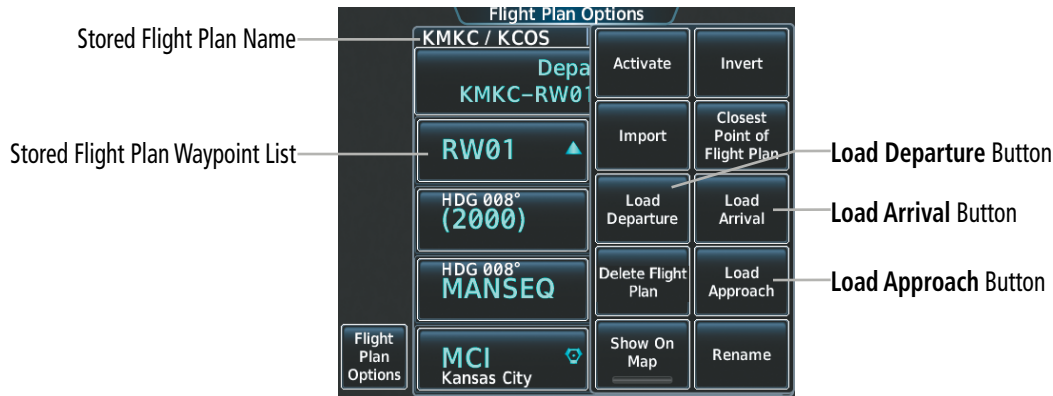 Flight Plan Options
Stored Flight Plan Name
KMKC / KCOS
Depa
KMKC-RW01
Activate
Invert
Import
Closest
Point of
Flight Plan
Stored Flight Plan Waypoint List
RW01
Load Departure Button
Load
Departure
Load
Arrival
Load Arrival Button
HDG 008°
(2000)
HDG 008°
MANSEQ
Delete Flight
Plan
Load
Approach
Load Approach Button
Flight
Plan
Options
MCI
Kansas City
Show On
Map
Rename